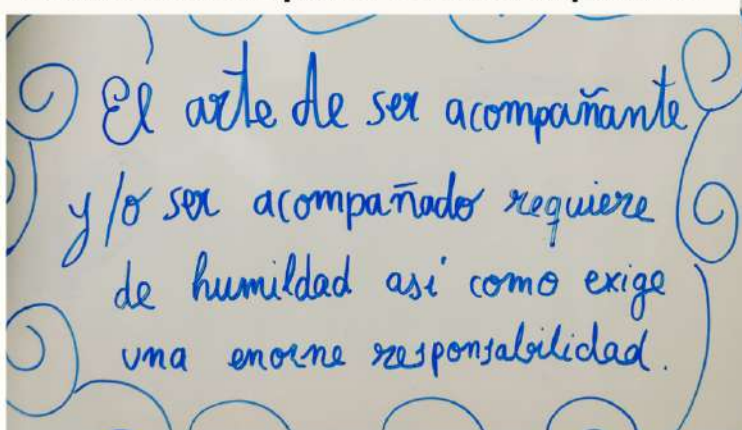 El arte de ser acompañante
y/o ser acompañado requiere
de humildad así como exige
una enorme responsabilidad.